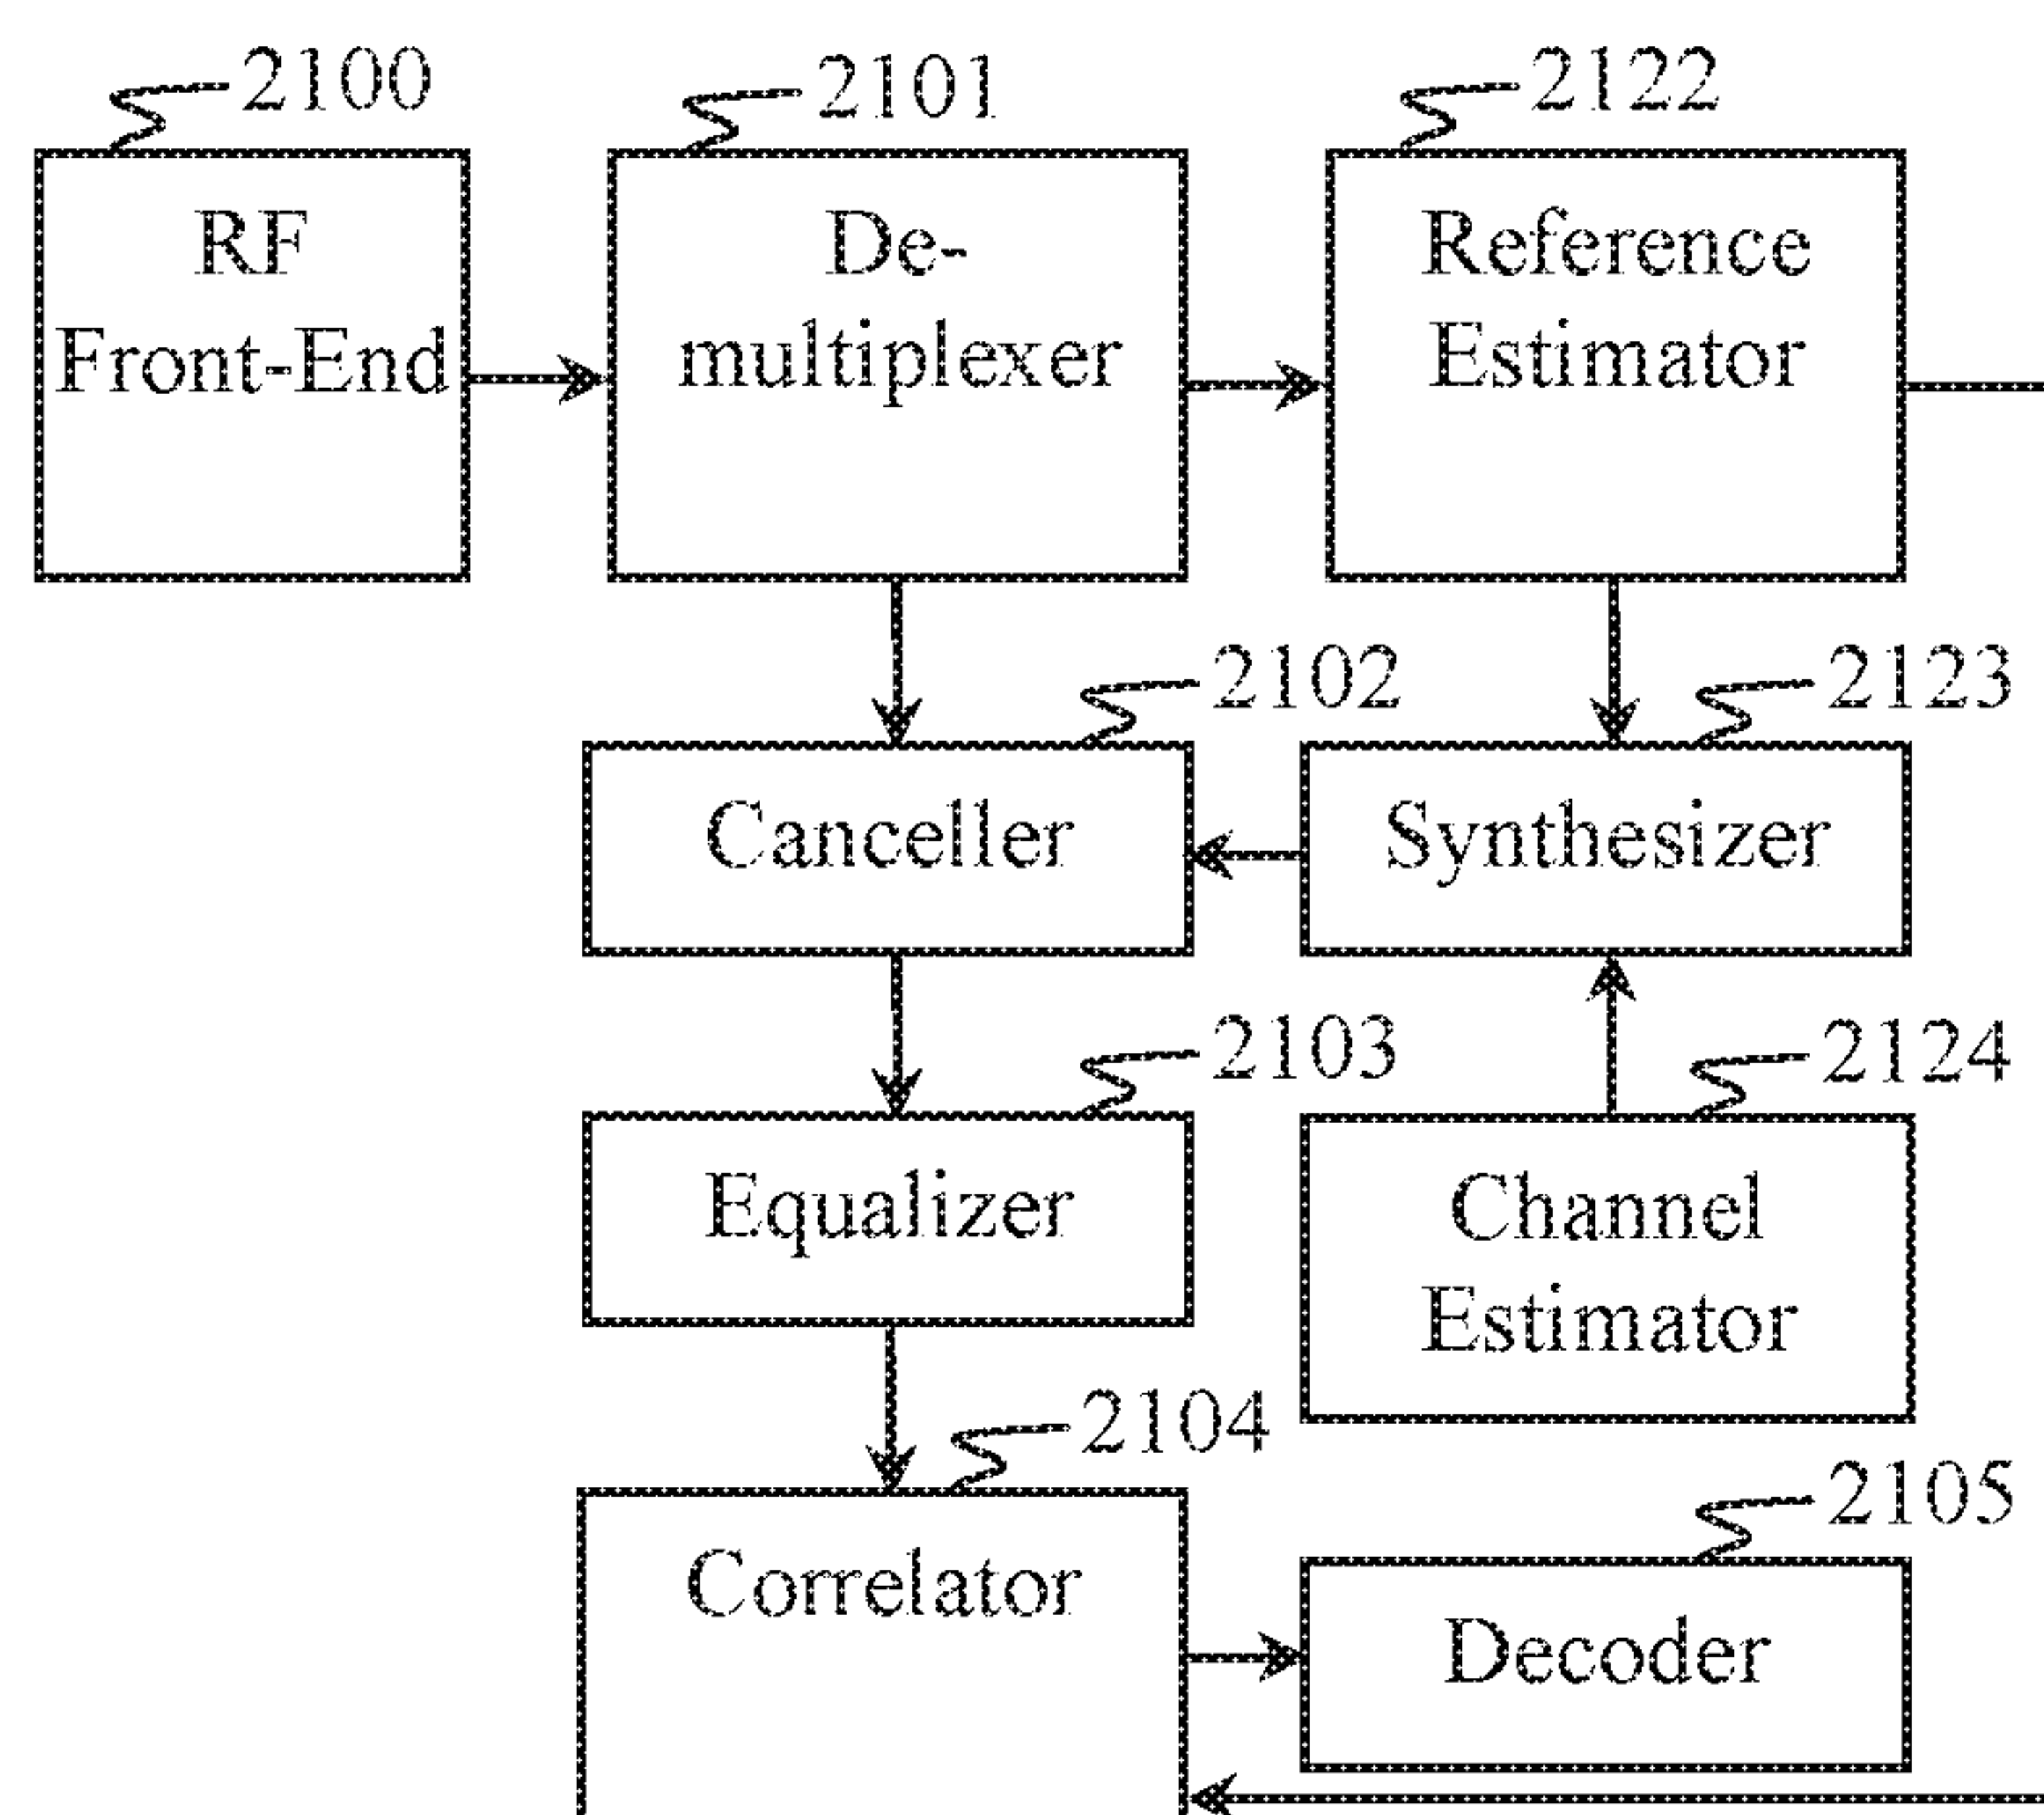 2100
2101
2122
RF
Front-End
De-
multiplexer
Reference
Estimator
2102
2123
Canceller
Synthesizer
2103
2124
Equalizer
Channel
Estimator
2104
2105
Correlator
Decoder